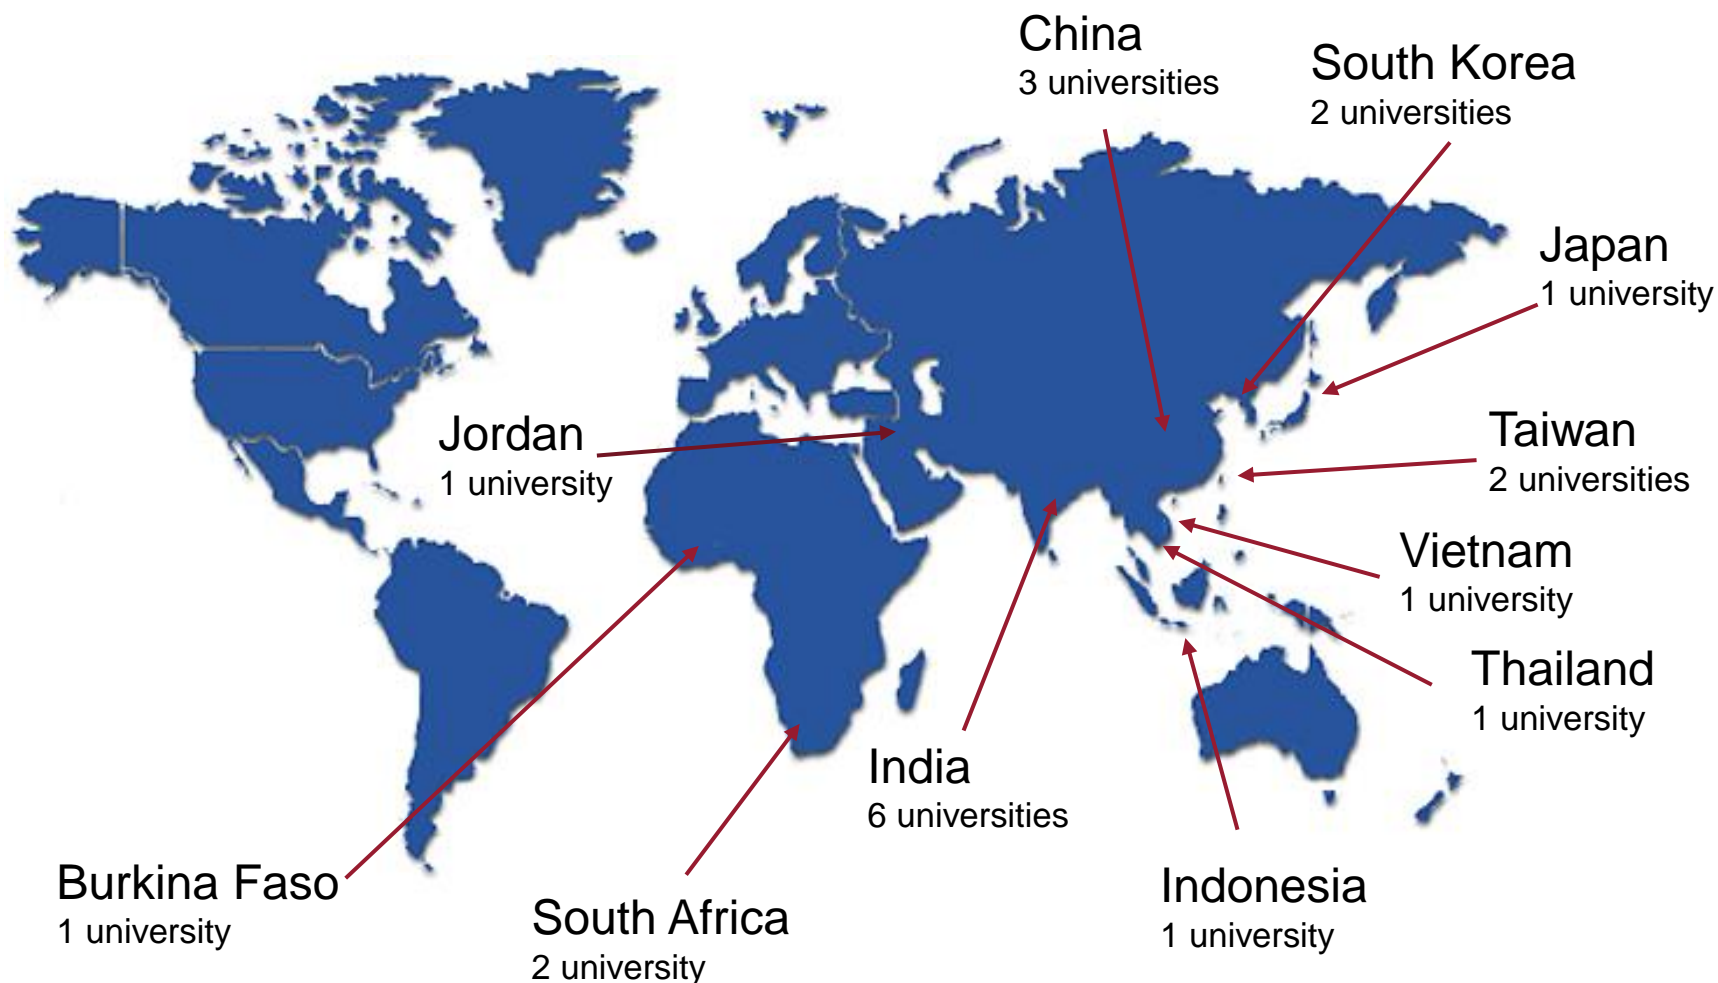 China
3 universities
South Korea
2 universities
Japan
1 university
Jordan
1 university
Taiwan
2 universities
Vietnam
1 university
Thailand
1 university
India
6 universities
Burkina Faso
1 university
South Africa
2 university
Indonesia
1 university